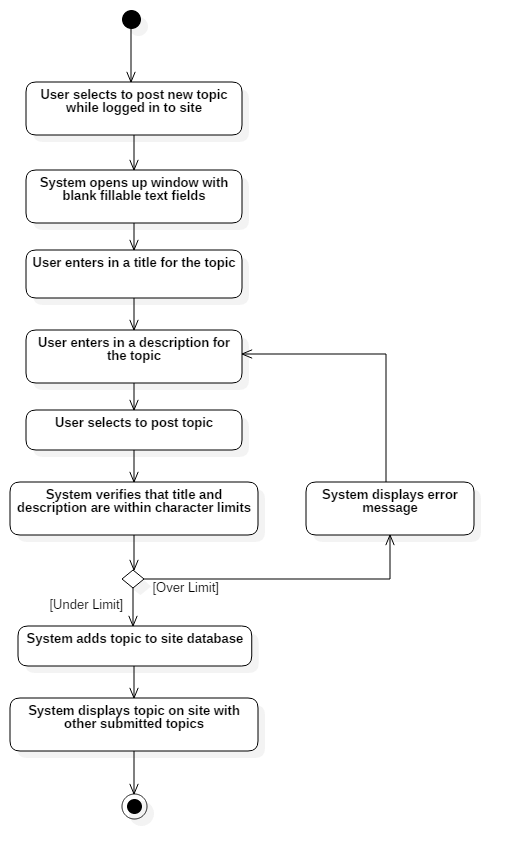 User selects to post new topic
while logged in to site
System opens up window with
blank fillable text fields
User enters in a title for the topic
User enters in a description for
the topic
User selects to post topic
System verifies that title and
description are within character limits
System displays error
message
[Over Limit]
[Under Limit]
System adds topic to site database
System displays topic on site with
other submitted topics